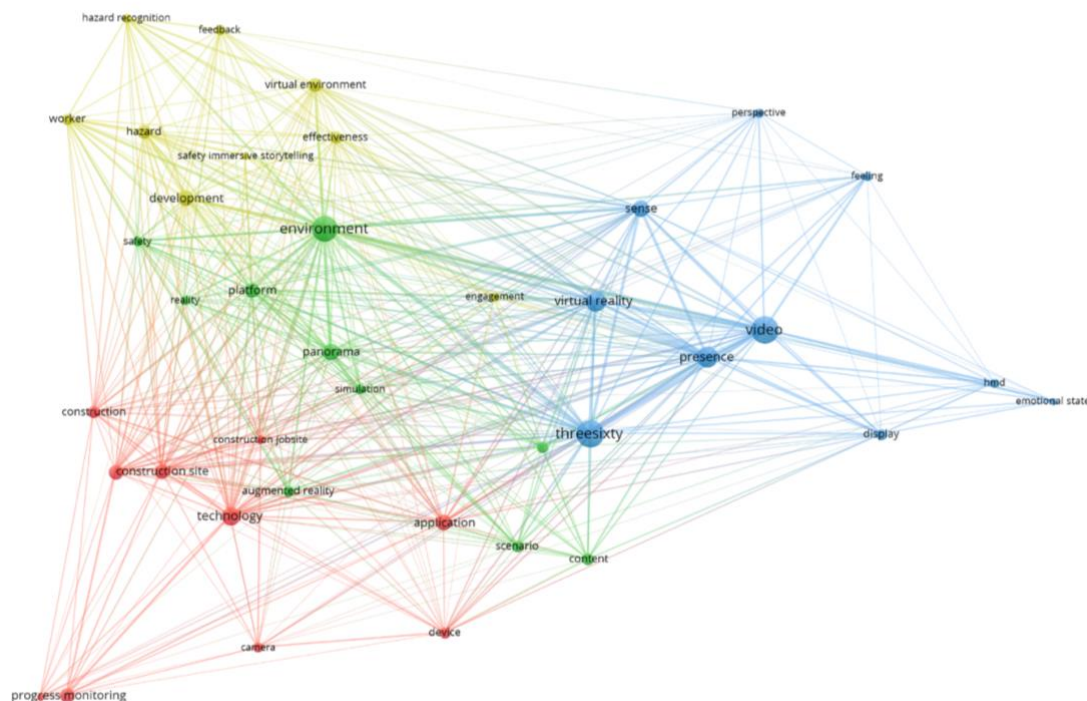 hazard recognition
feedback
virtual environment
perspective
worker
hazard
effectiveness
safety immersive storytelling
feeling
development
sense
environment
safety
platform
reality
engagement
virtual reality
video
panorama
presence
simulation
hmd
emotional state
construction
threesixty
display
construction jobsite
construction site
augmented reality
technology
application
scenario
content
device
camera
progress monitoring